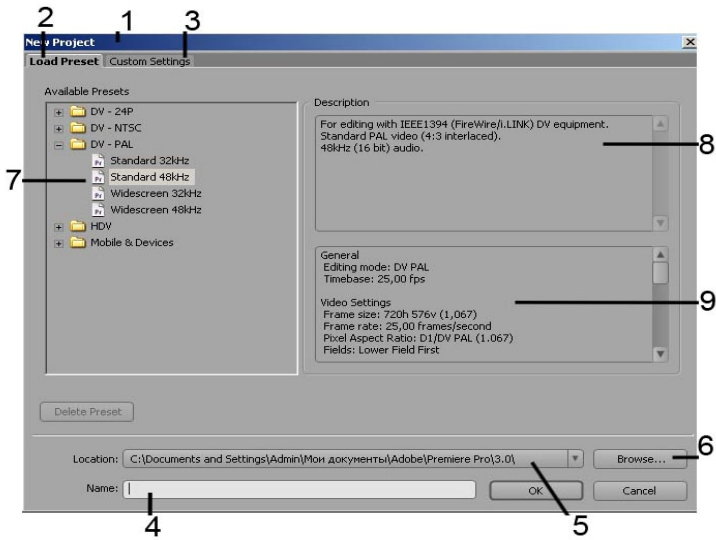 2
1
3
New Project
Load Preset Custom Settings
Available Presets
DV - 24P
DV - NTSC
DV - PAL
Standard 32kHz
Standard 48kHz
Widescreen 32kHz
Widescreen 48kHz
HDV
Mobile & Devices
7
Description
For editing with IEEE1394 (FireWire/i.LINK) DV equipment.
Standard PAL video (4:3 interlaced).
48kHz (16 bit) audio.
8
General
Editing mode: DV PAL
Timebase: 25,00 fps
Video Settings
Frame size: 720h 576v (1,067)
Frame rate: 25,00 frames/second
Pixel Aspect Ratio: D1/DV PAL (1.067)
Fields: Lower Field First
9
Delete Preset
Location: C:\Documents and Settings\Admin\Мои документы\Adobe\Premiere Pro\3.0\ Browse...
6
Name: OK Cancel
4
5